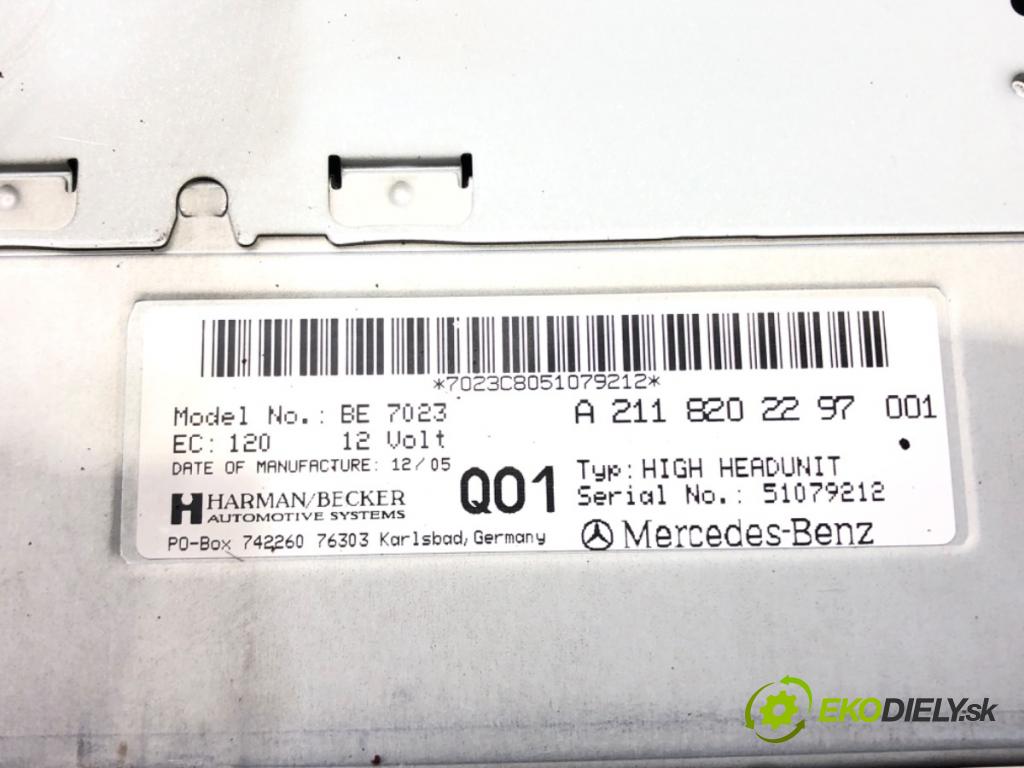 *7023C8051079212*
Model No.: BE 7023
A 211 820 22 97 001
EC: 120 12 Volt
DATE OF MANUFACTURE: 12/05
Q01
Typ: HIGH HEADUNIT
Serial No.: 51079212
HARMAN/BECKER
AUTOMOTIVE SYSTEMS
PO-Box 742260 76303 Karlsbad, Germany
Mercedes-Benz
EKODIELY.sk